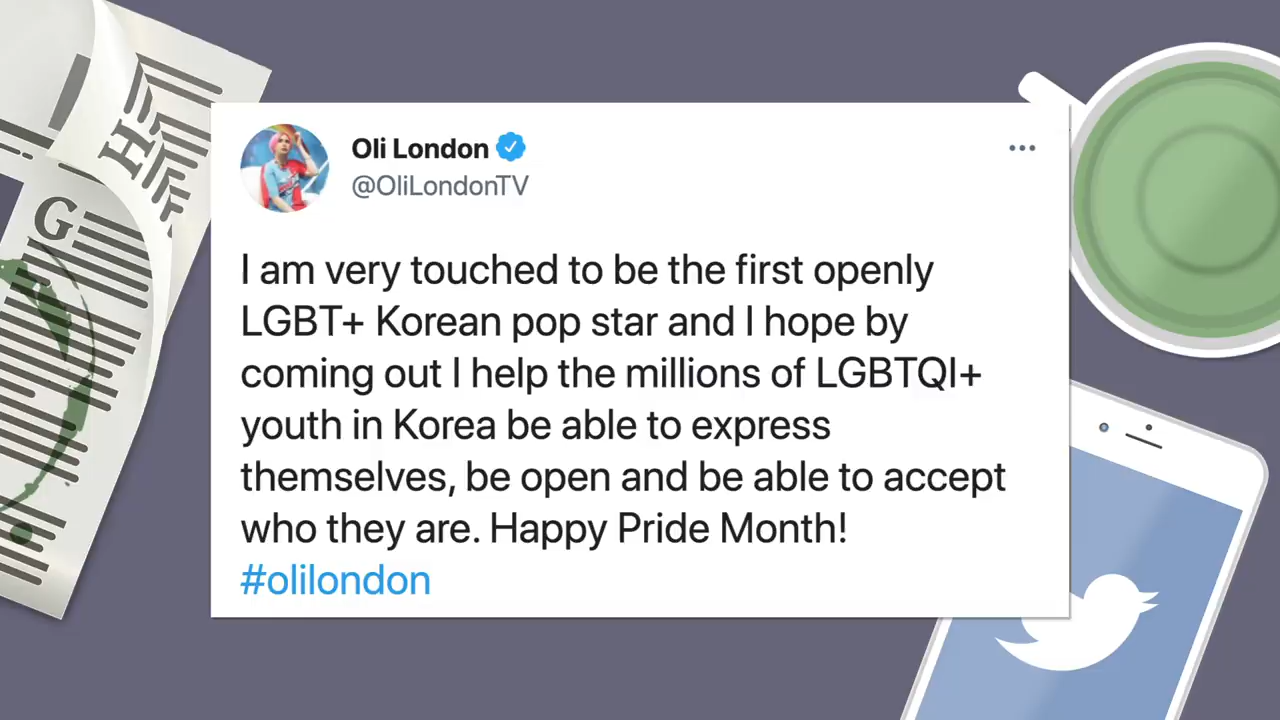 H
G
Oli London
@OliLondonTV
I am very touched to be the first openly
LGBT+ Korean pop star and I hope by
coming out I help the millions of LGBTQI+
youth in Korea be able to express
themselves, be open and be able to accept
who they are. Happy Pride Month!
#olilondon